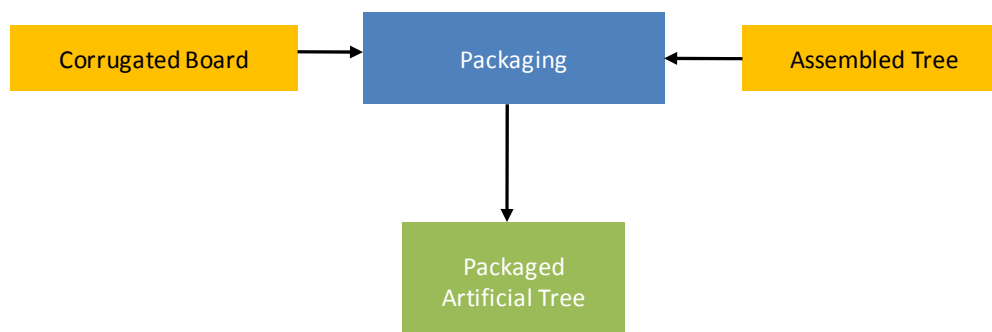 Corrugated Board
Packaging
Assembled Tree
Packaged
Artificial Tree